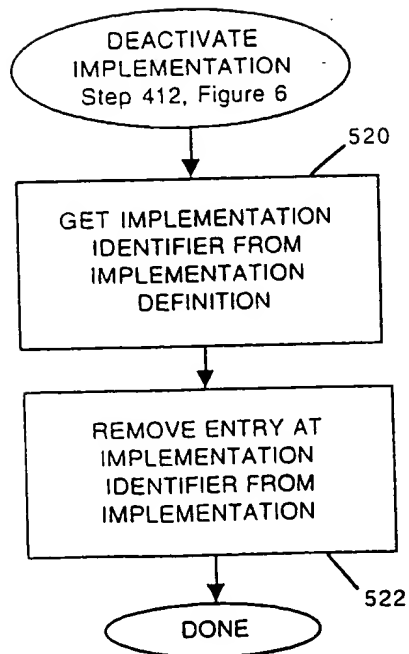 DEACTIVATE
IMPLEMENTATION
Step 412, Figure 6
520
GET IMPLEMENTATION
IDENTIFIER FROM
IMPLEMENTATION
DEFINITION
REMOVE ENTRY AT
IMPLEMENTATION
IDENTIFIER FROM
IMPLEMENTATION
522
DONE